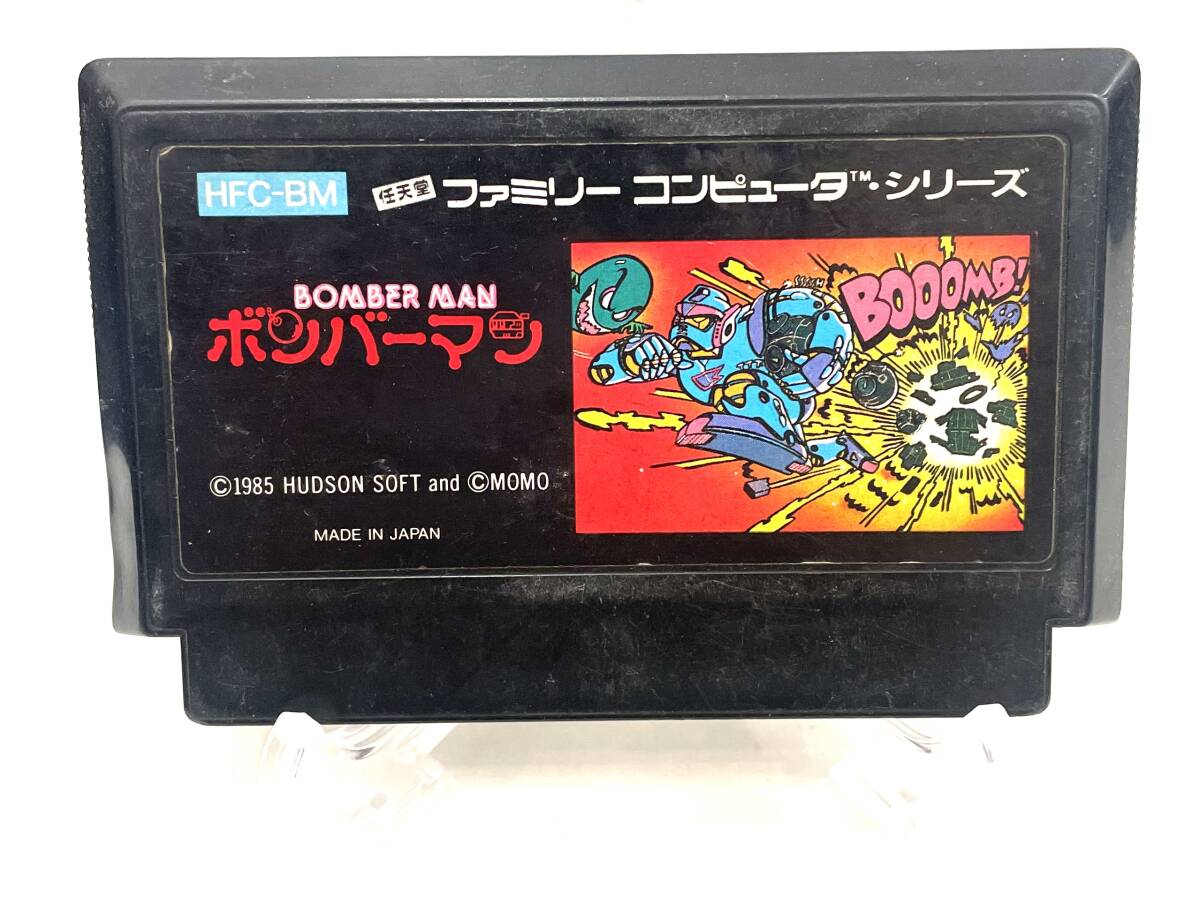 HFC-BM
任天堂 ファミリー コンピュータ™・シリーズ
BOMBER MAN
ボンバーマン
BOOOMB!
©1985 HUDSON SOFT and ©MOMO
MADE IN JAPAN